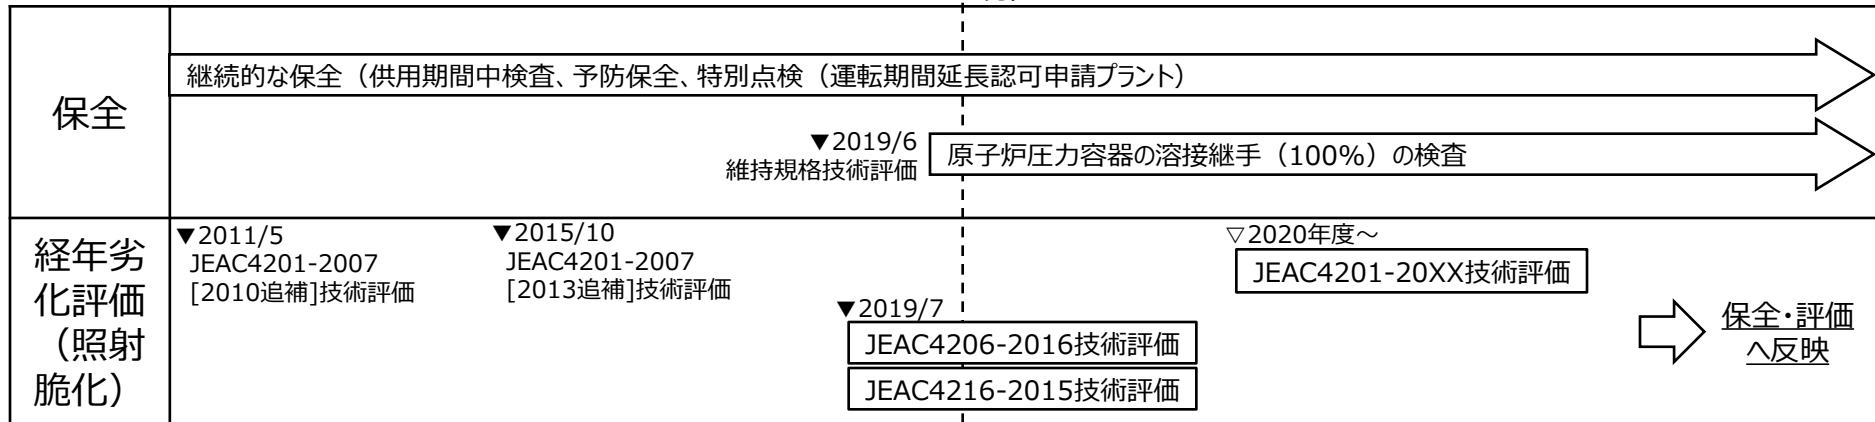 保全
継続的な保全（供用期間中検査、予防保全、特別点検（運転期間延長認可申請プラント）
▼2019/6
維持規格技術評価
原子炉圧力容器の溶接継手（100%）の検査
経年劣
化評価
（照射
脆化）
▼2011/5
JEAC4201-2007
[2010追補]技術評価
▼2015/10
JEAC4201-2007
[2013追補]技術評価
▼2019/7
JEAC4206-2016技術評価
JEAC4216-2015技術評価
▽2020年度～
JEAC4201-20XX技術評価
保全・評価
へ反映